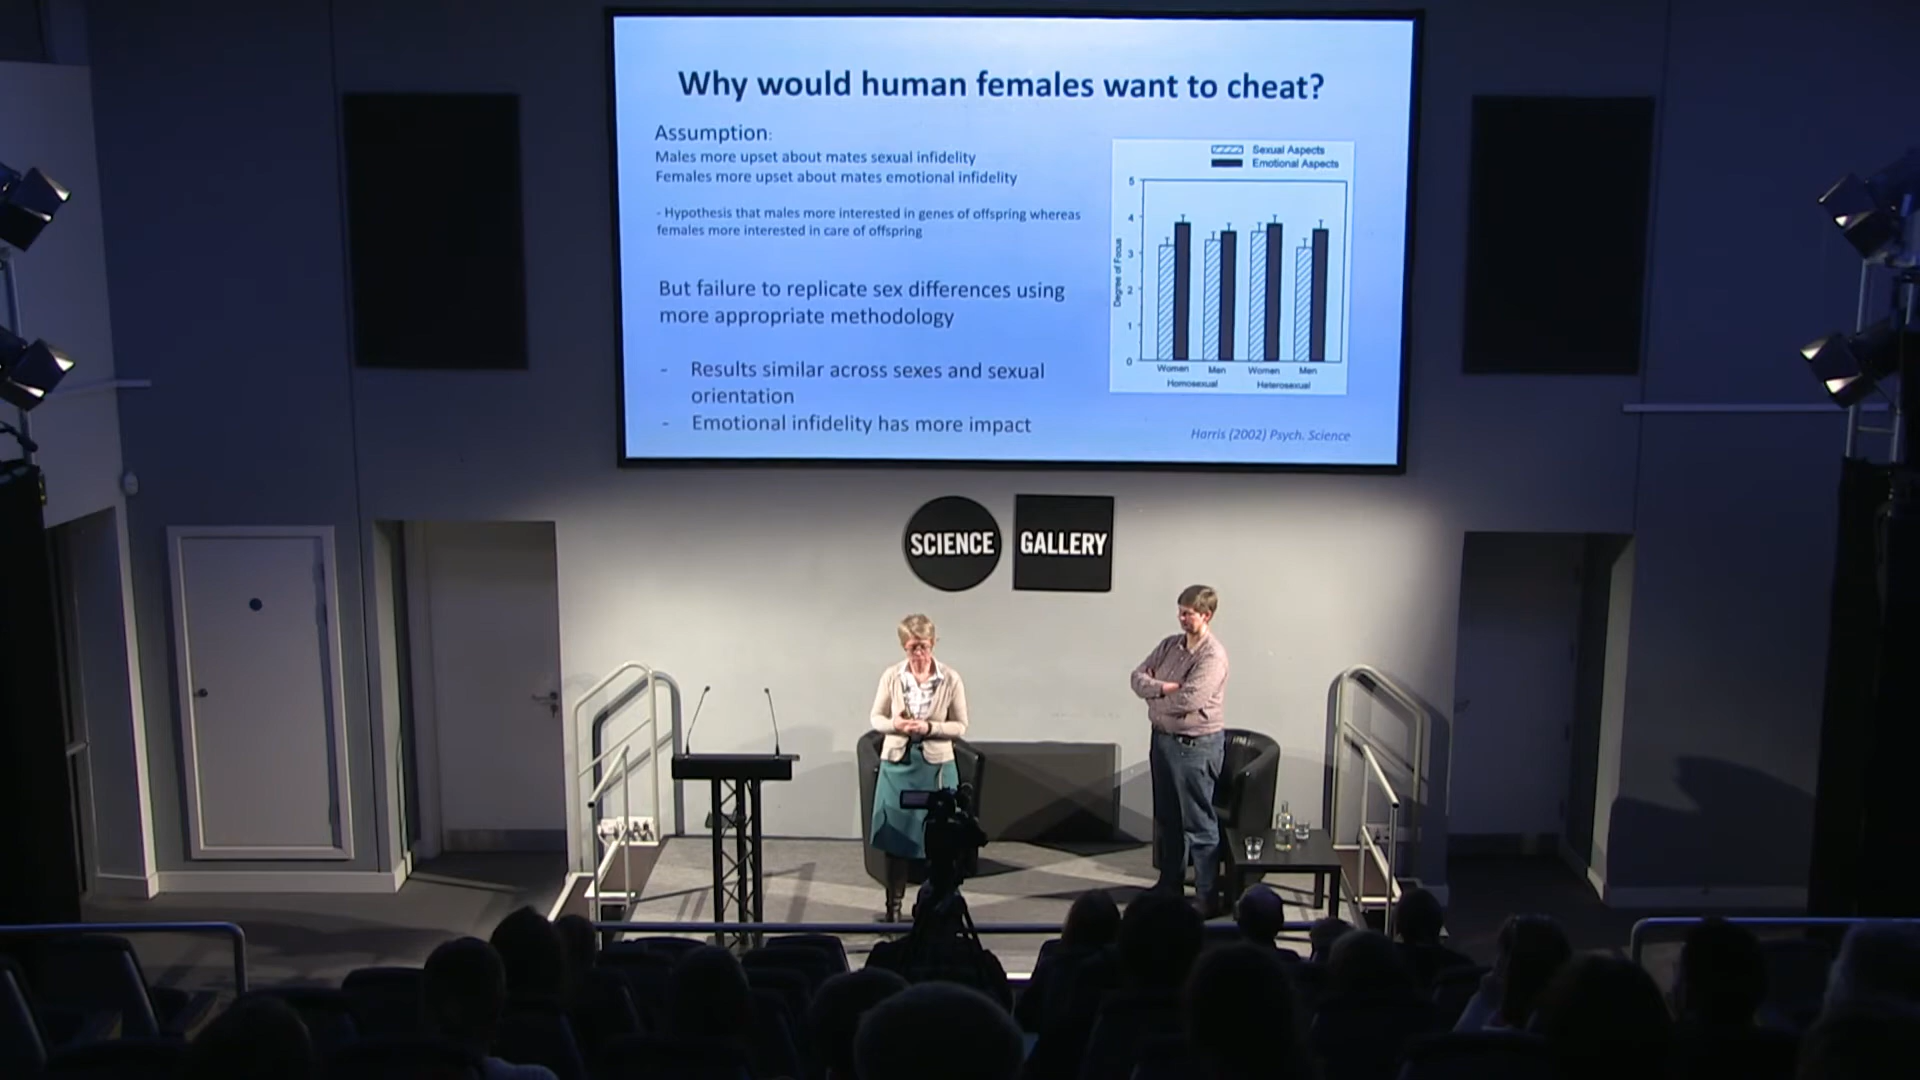 Why would human females want to cheat?
Assumption:
Males more upset about mates sexual infidelity
Females more upset about mates emotional infidelity
- Hypothesis that males more interested in genes of offspring whereas
females more interested in care of offspring
But failure to replicate sex differences using
more appropriate methodology
- Results similar across sexes and sexual
orientation
- Emotional infidelity has more impact
Sexual Aspects
Emotional Aspects
Degree of Focus
5
4
3
2
1
0
Women Men Women Men
Homosexual Heterosexual
Harris (2002) Psych. Science
SCIENCE GALLERY